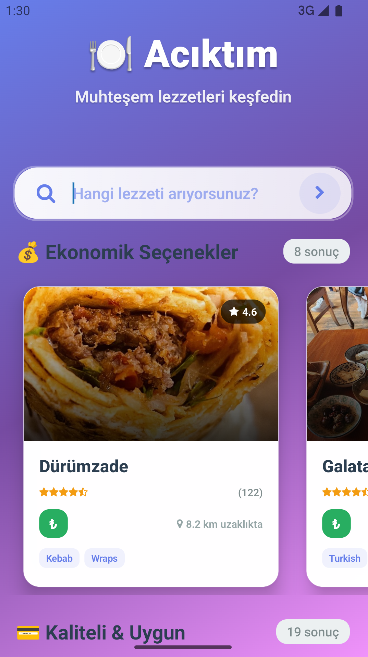 1:30 3G
🍽️ Acıktım
Muhteşem lezzetleri keşfedin
Hangi lezzeti arıyorsunuz?
💰 Ekonomik Seçenekler 8 sonuç
4.6
Dürümzade
(122)
₺ 8.2 km uzaklıkta
Kebab Wraps
Galata
₺
Turkish
💳 Kaliteli & Uygun 19 sonuç